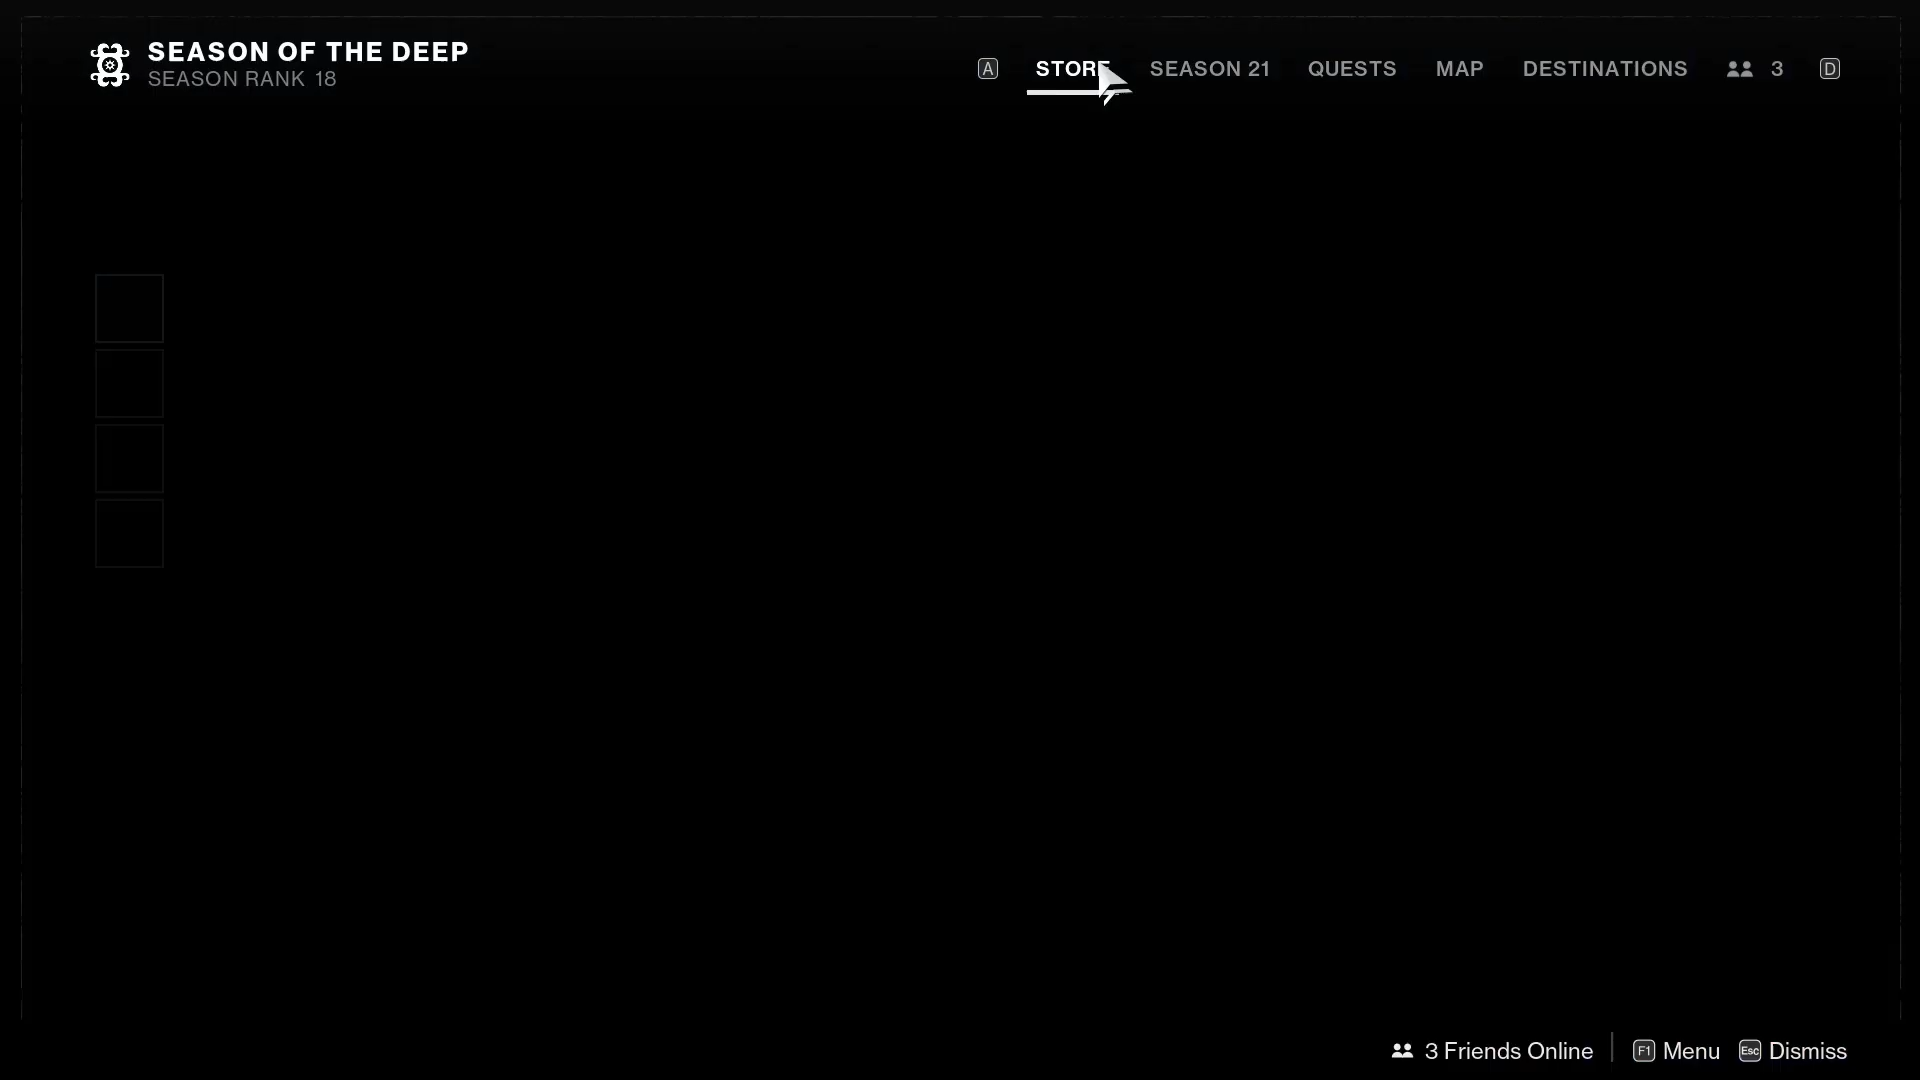 SEASON OF THE DEEP
SEASON RANK 18
A STORE SEASON 21 QUESTS MAP DESTINATIONS 3 D
3 Friends Online F1 Menu Esc Dismiss